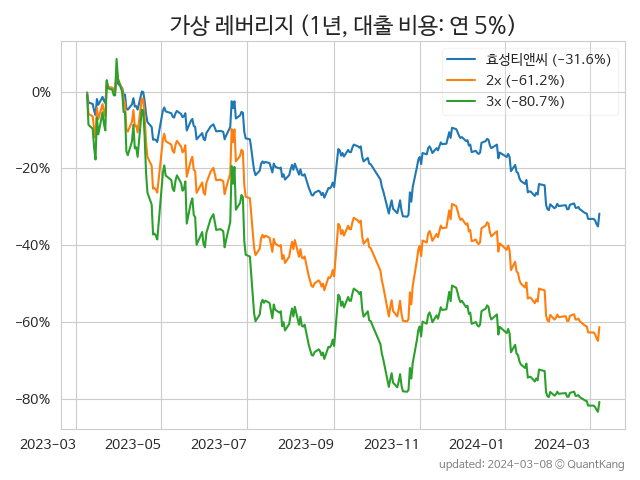 가상 레버리지 (1년, 대출 비용: 연 5%)
효성티앤씨 (−31.6%)
2x (−61.2%)
3x (−80.7%)
0%
−20%
−40%
−60%
−80%
2023−03 2023−05 2023−07 2023−09 2023−11 2024−01 2024−03
updated: 2024−03−08 © QuantKang